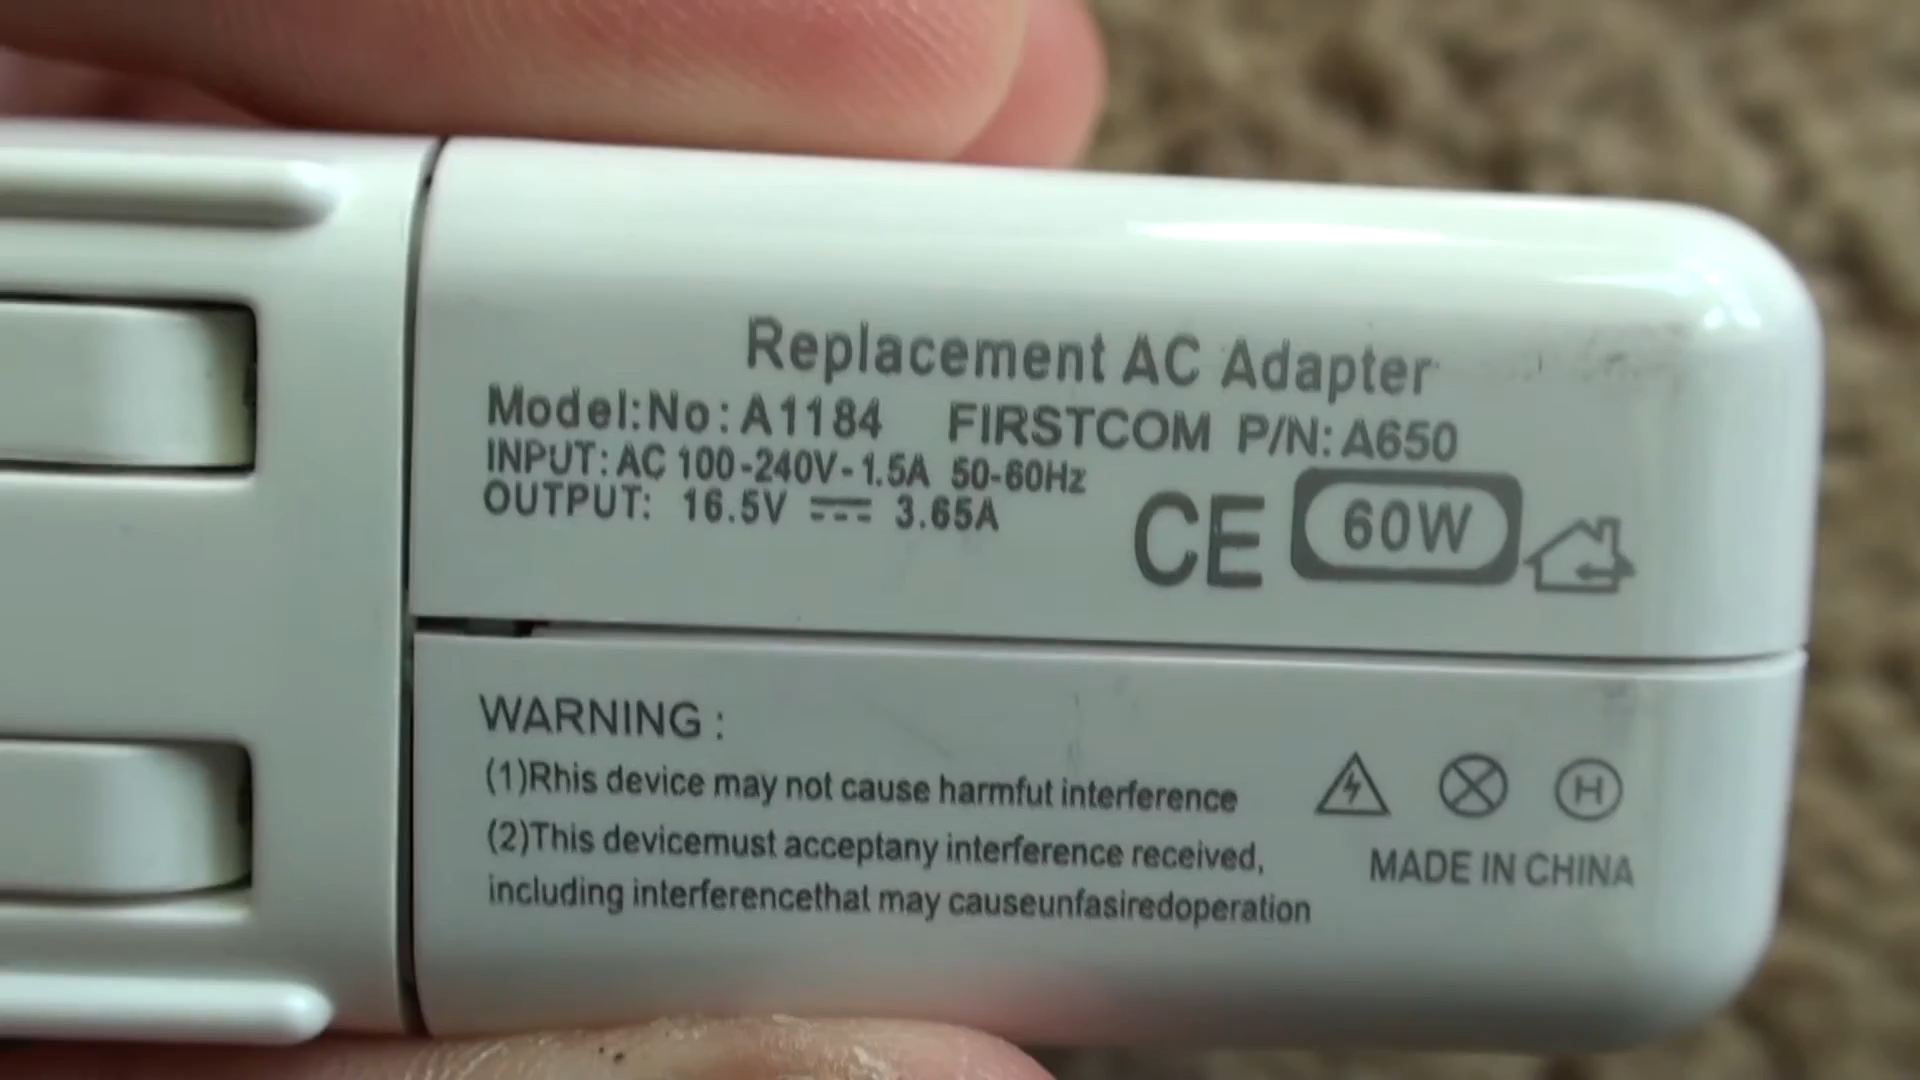 Replacement AC Adapter
Model:No:A1184 FIRSTCOM P/N:A650
INPUT:AC 100-240V-1.5A 50-60Hz
OUTPUT: 16.5V ⎓ 3.65A
CE 60W
WARNING:
(1)Rhis device may not cause harmfut interference
(2)This devicemust acceptany interference received,
including interferencethat may causeunfasiredoperation
H
MADE IN CHINA